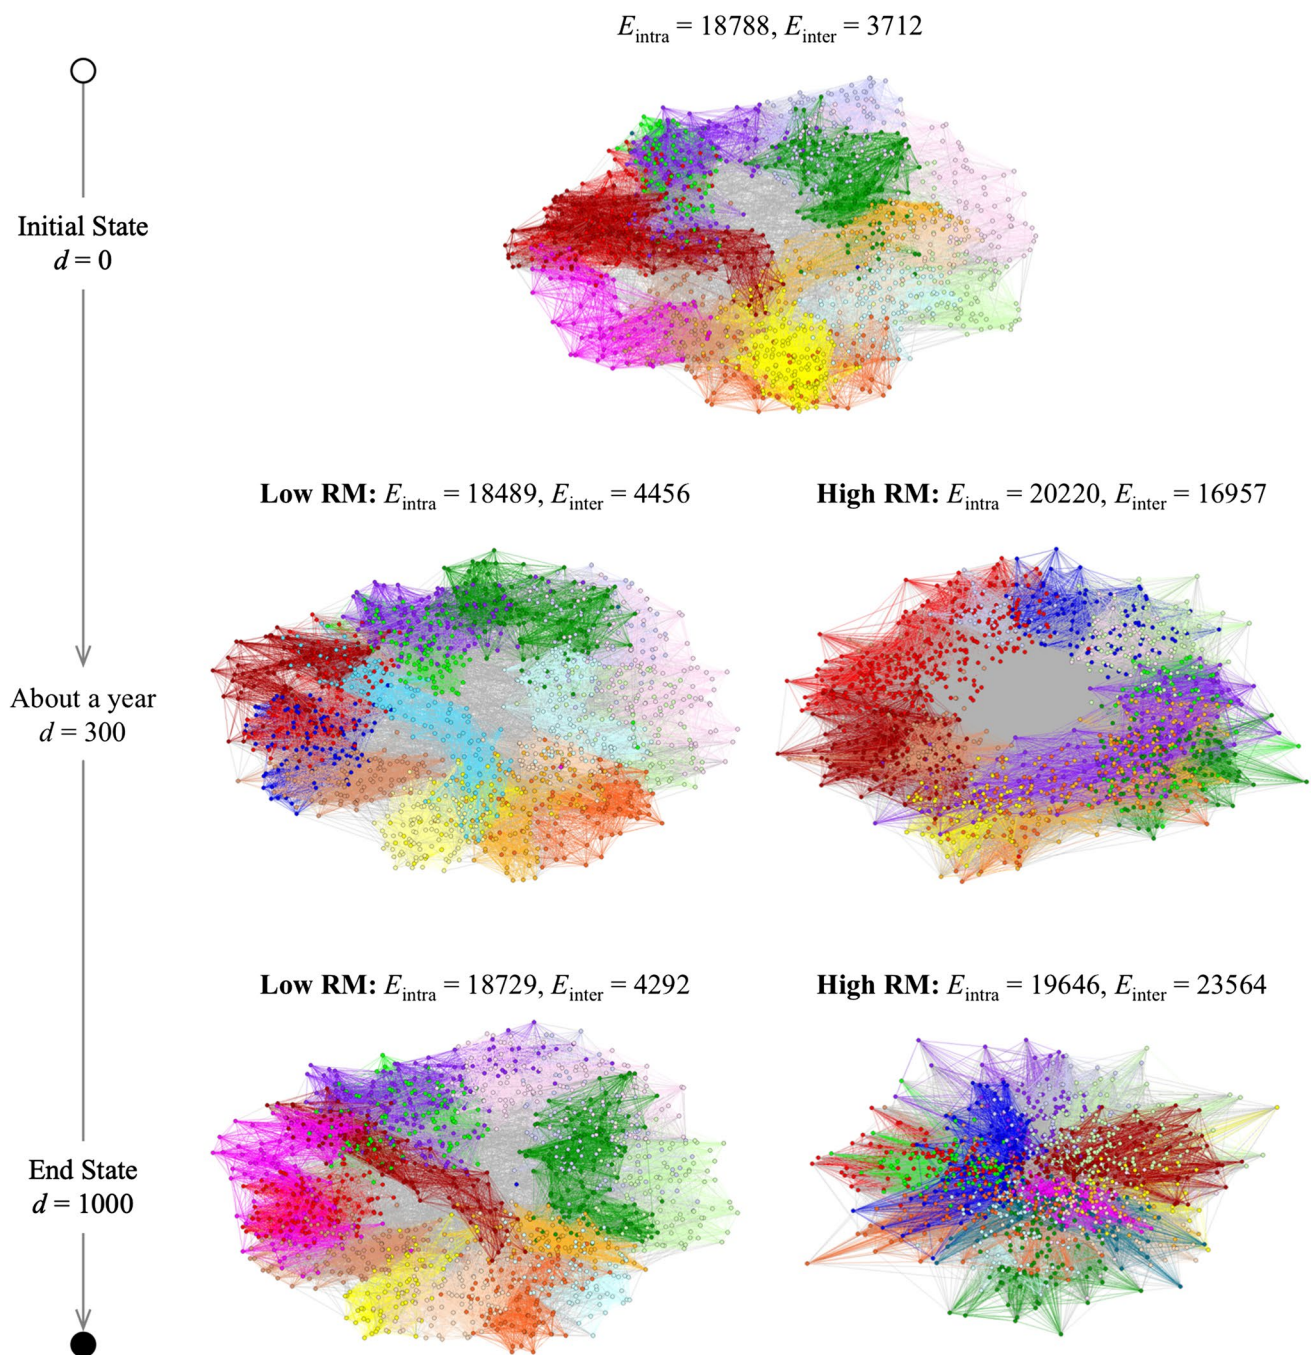 E_intra = 18788, E_inter = 3712
Initial State
d = 0
Low RM: E_intra = 18489, E_inter = 4456
High RM: E_intra = 20220, E_inter = 16957
About a year
d = 300
Low RM: E_intra = 18729, E_inter = 4292
High RM: E_intra = 19646, E_inter = 23564
End State
d = 1000